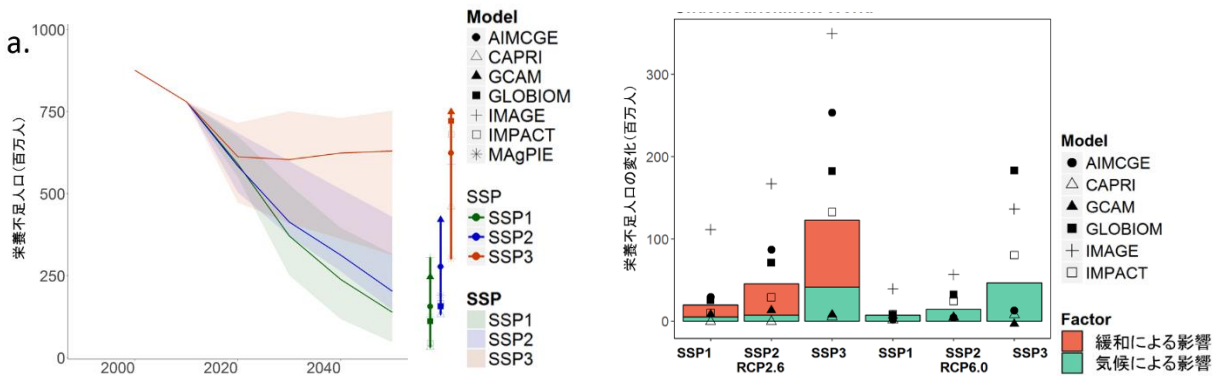 a.
栄養不足人口(百万人)
1000
750
500
250
0
2000
2020
2040
Model
AIMCGE
CAPRI
GCAM
GLOBIOM
IMAGE
IMPACT
MAgPIE
SSP
SSP1
SSP2
SSP3
SSP
SSP1
SSP2
SSP3
栄養不足人口の変化(百万人)
300
200
100
0
SSP1
SSP2
SSP3
SSP1
SSP2
SSP3
RCP2.6
RCP6.0
Model
AIMCGE
CAPRI
GCAM
GLOBIOM
IMAGE
IMPACT
Factor
緩和による影響
気候による影響